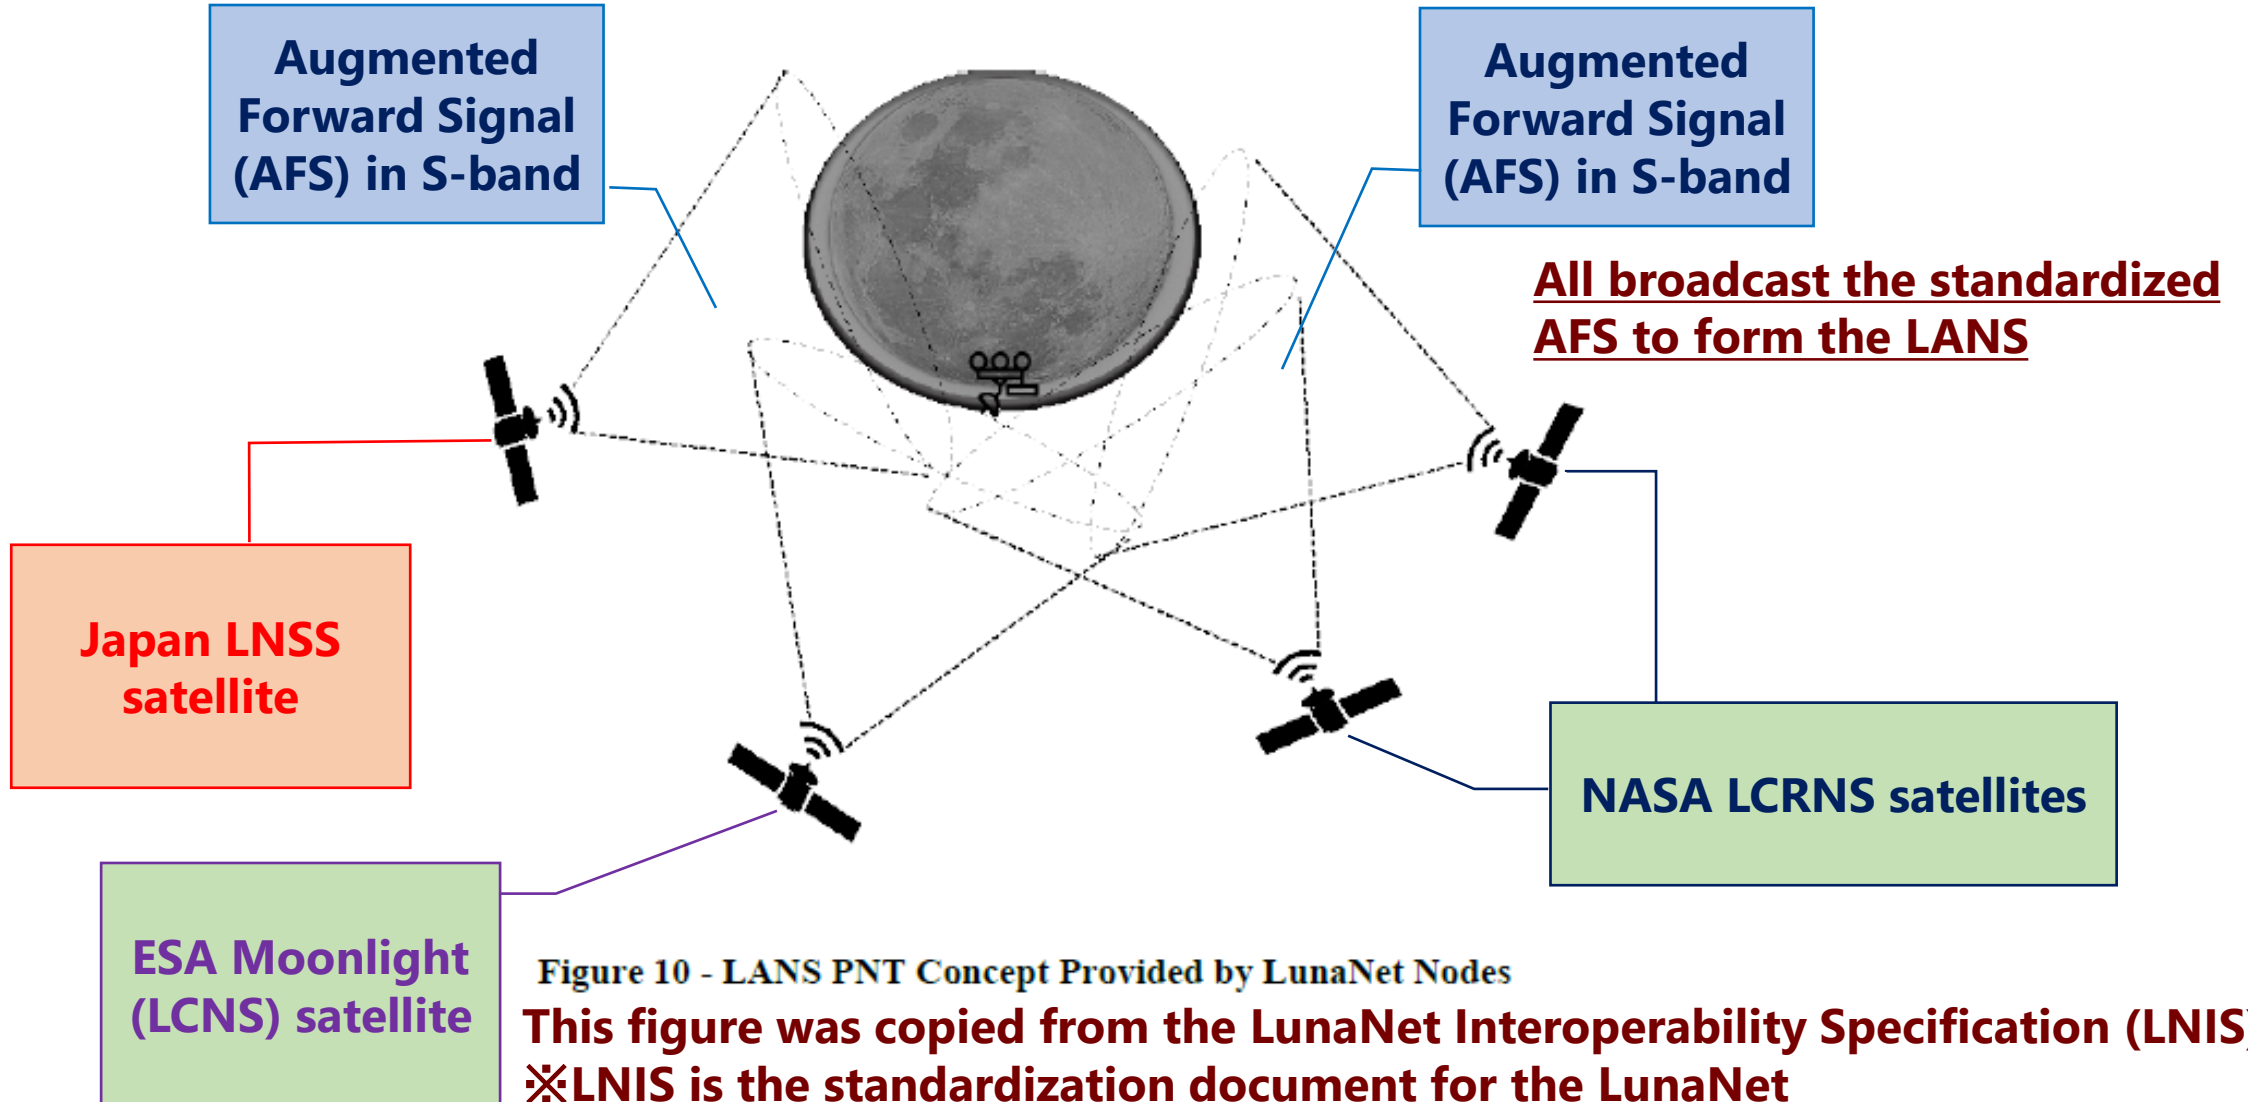 Augmented
Forward Signal
(AFS) in S-band
Augmented
Forward Signal
(AFS) in S-band
All broadcast the standardized
AFS to form the LANS
Japan LNSS
satellite
NASA LCRNS satellites
ESA Moonlight
(LCNS) satellite
Figure 10 - LANS PNT Concept Provided by LunaNet Nodes
This figure was copied from the LunaNet Interoperability Specification (LNIS)
※LNIS is the standardization document for the LunaNet